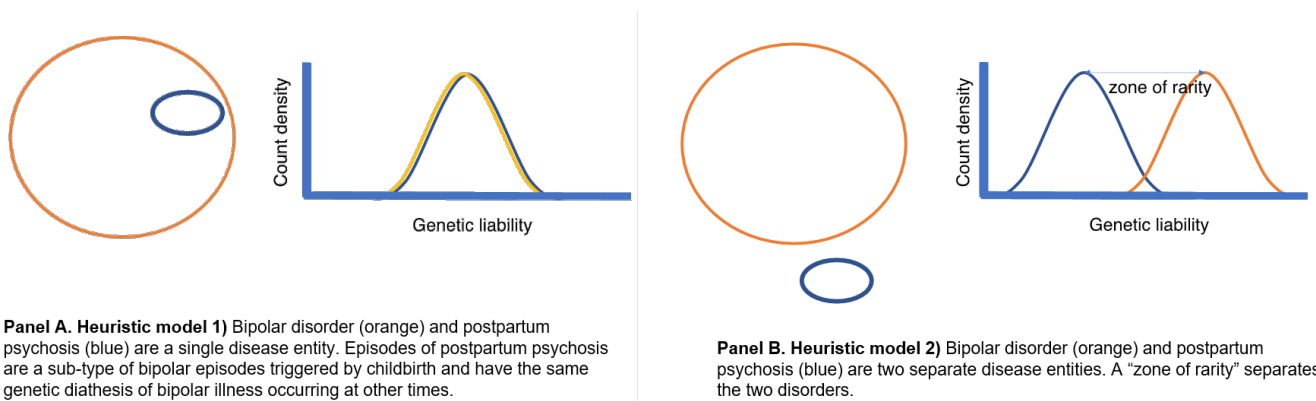 Count density
Genetic liability
Panel A. Heuristic model 1) Bipolar disorder (orange) and postpartum
psychosis (blue) are a single disease entity. Episodes of postpartum psychosis
are a sub-type of bipolar episodes triggered by childbirth and have the same
genetic diathesis of bipolar illness occurring at other times.
Count density
zone of rarity
Genetic liability
Panel B. Heuristic model 2) Bipolar disorder (orange) and postpartum
psychosis (blue) are two separate disease entities. A “zone of rarity” separates
the two disorders.